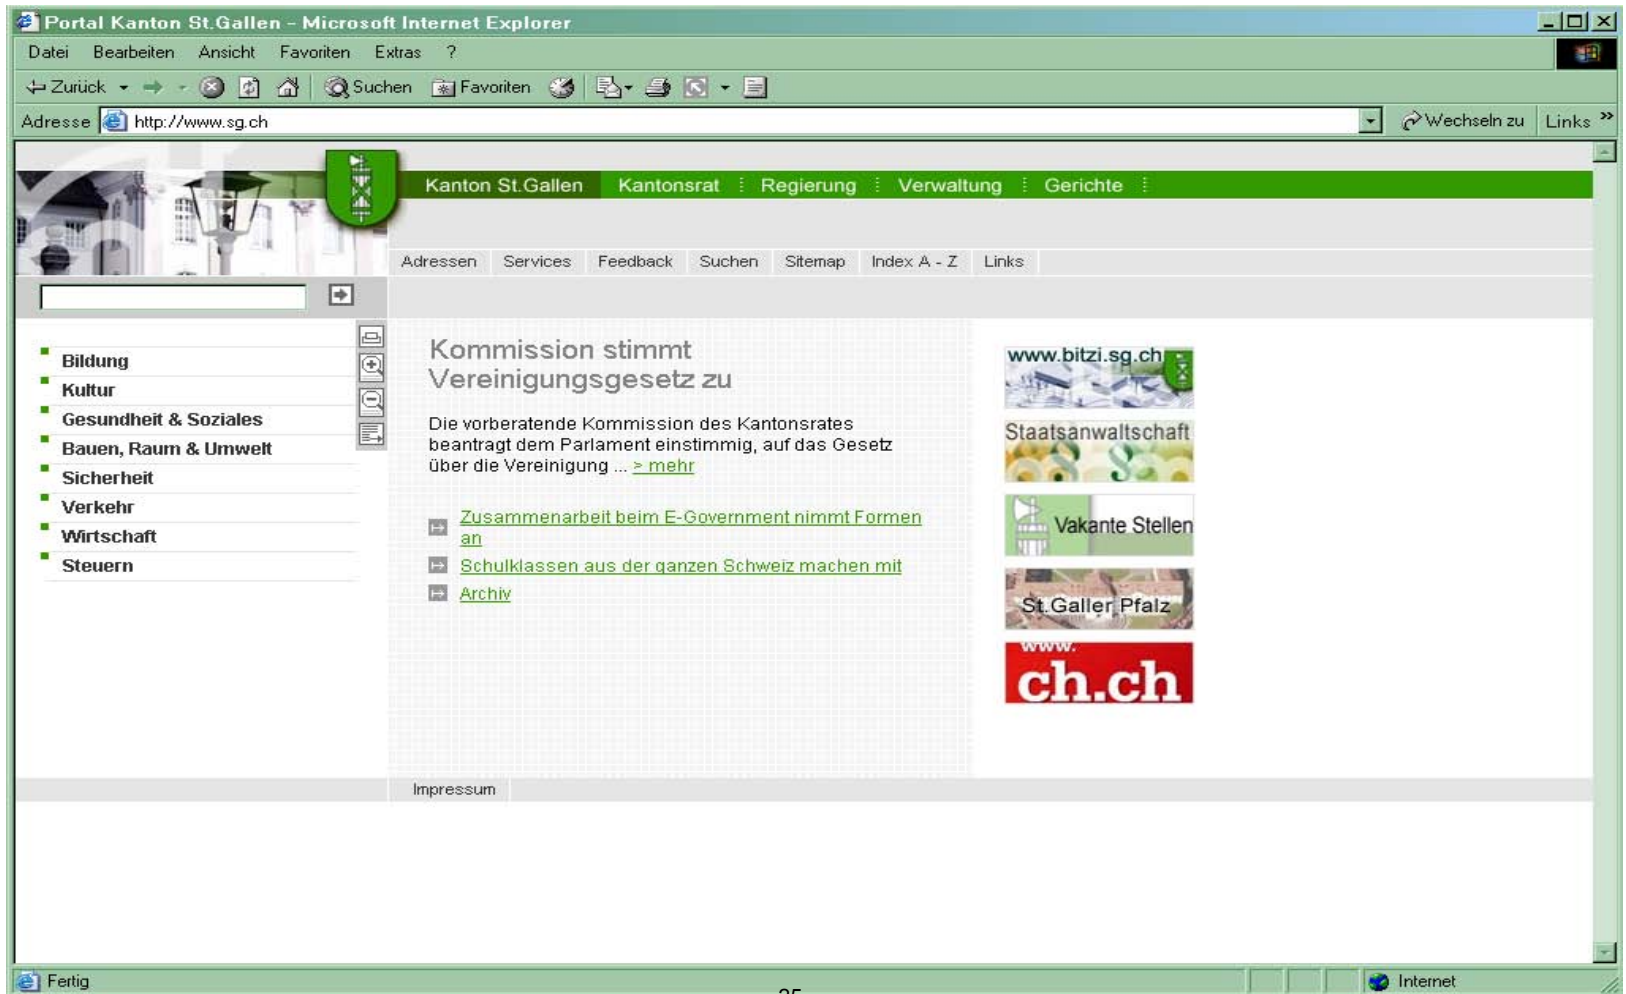 Portal Kanton St.Gallen - Microsoft Internet Explorer
Datei Bearbeiten Ansicht Favoriten Extras ?
Zurück Suchen Favoriten
Adresse http://www.sg.ch Wechseln zu Links »
Kanton St.Gallen Kantonsrat Regierung Verwaltung Gerichte
Adressen Services Feedback Suchen Sitemap Index A - Z Links
Bildung
Kultur
Gesundheit & Soziales
Bauen, Raum & Umwelt
Sicherheit
Verkehr
Wirtschaft
Steuern
Kommission stimmt
Vereinigungsgesetz zu
Die vorberatende Kommission des Kantonsrates
beantragt dem Parlament einstimmig, auf das Gesetz
über die Vereinigung ... > mehr
Zusammenarbeit beim E-Government nimmt Formen
an
Schulklassen aus der ganzen Schweiz machen mit
Archiv
www.bitzi.sg.ch
Staatsanwaltschaft
Vakante Stellen
St.Galler Pfalz
www.
ch.ch
Impressum
Fertig Internet